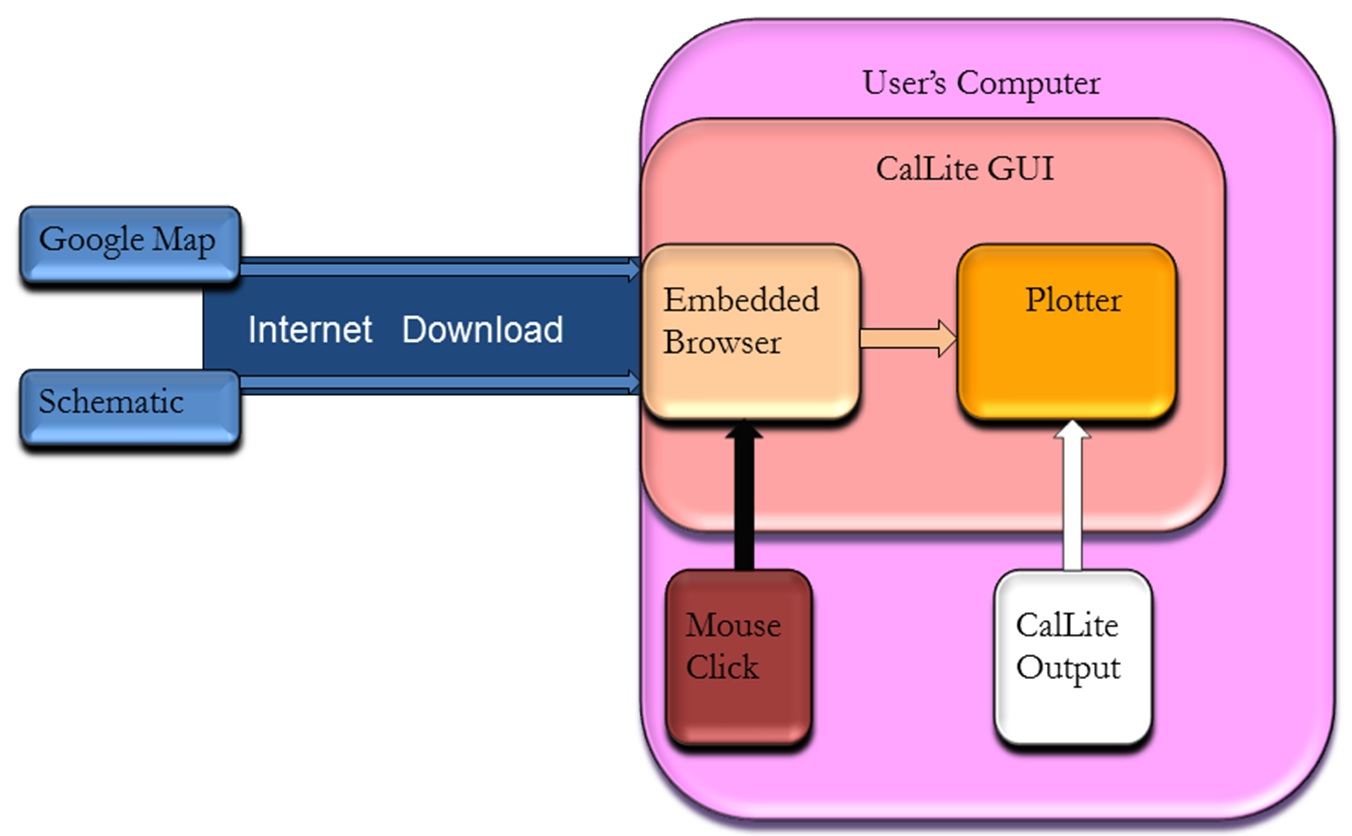 User's Computer
CalLite GUI
Google Map
Internet Download
Schematic
Embedded
Browser
Plotter
Mouse
Click
CalLite
Output